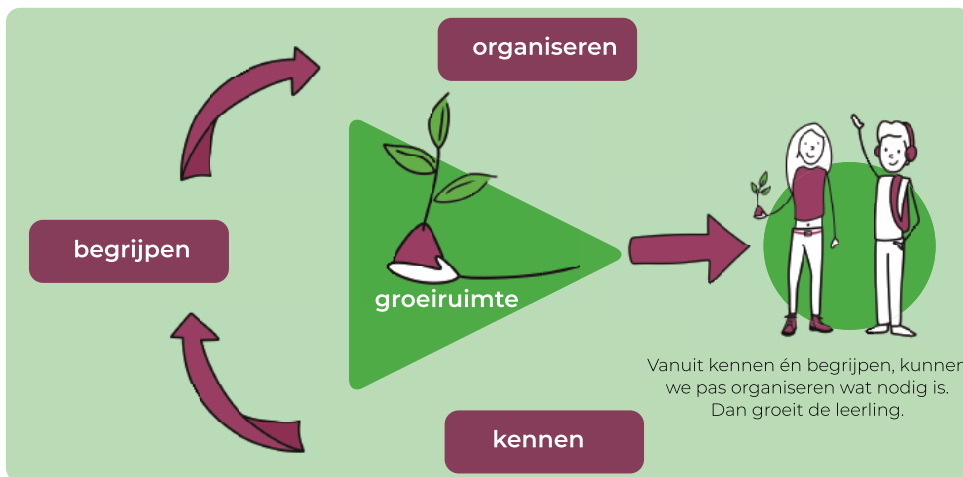 organiseren
begrijpen
groeiruimte
Vanuit kennen én begrijpen, kunnen
we pas organiseren wat nodig is.
Dan groeit de leerling.
kennen